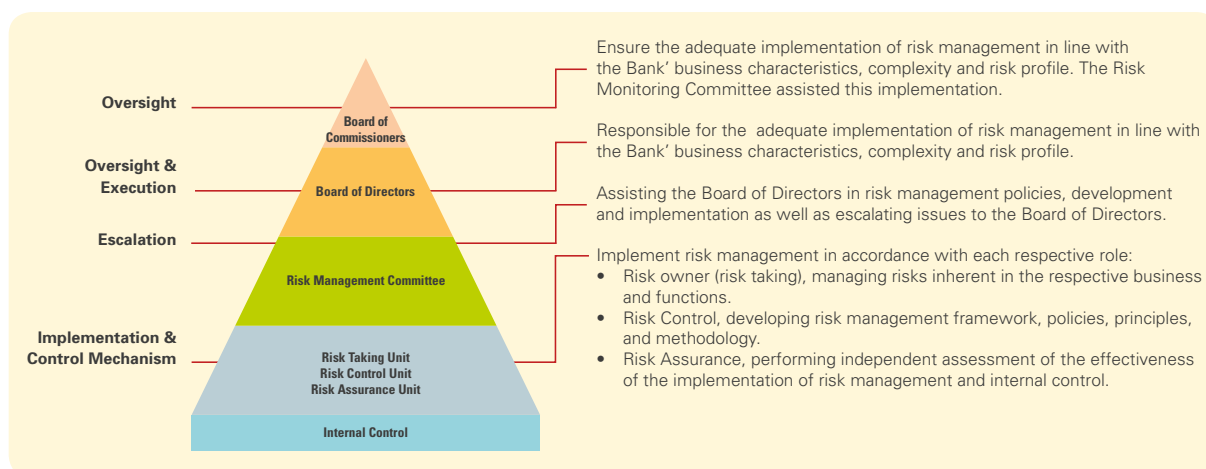 Ensure the adequate implementation of risk management in line with
the Bank' business characteristics, complexity and risk profile. The Risk
Monitoring Committee assisted this implementation.
Oversight
Board of
Commissioners
Responsible for the adequate implementation of risk management in line with
the Bank' business characteristics, complexity and risk profile.
Oversight &
Execution
Board of Directors
Assisting the Board of Directors in risk management policies, development
and implementation as well as escalating issues to the Board of Directors.
Escalation
Risk Management Committee
Implement risk management in accordance with each respective role:
• Risk owner (risk taking), managing risks inherent in the respective business
and functions.
• Risk Control, developing risk management framework, policies, principles,
and methodology.
• Risk Assurance, performing independent assessment of the effectiveness
of the implementation of risk management and internal control.
Implementation &
Control Mechanism
Risk Taking Unit
Risk Control Unit
Risk Assurance Unit
Internal Control